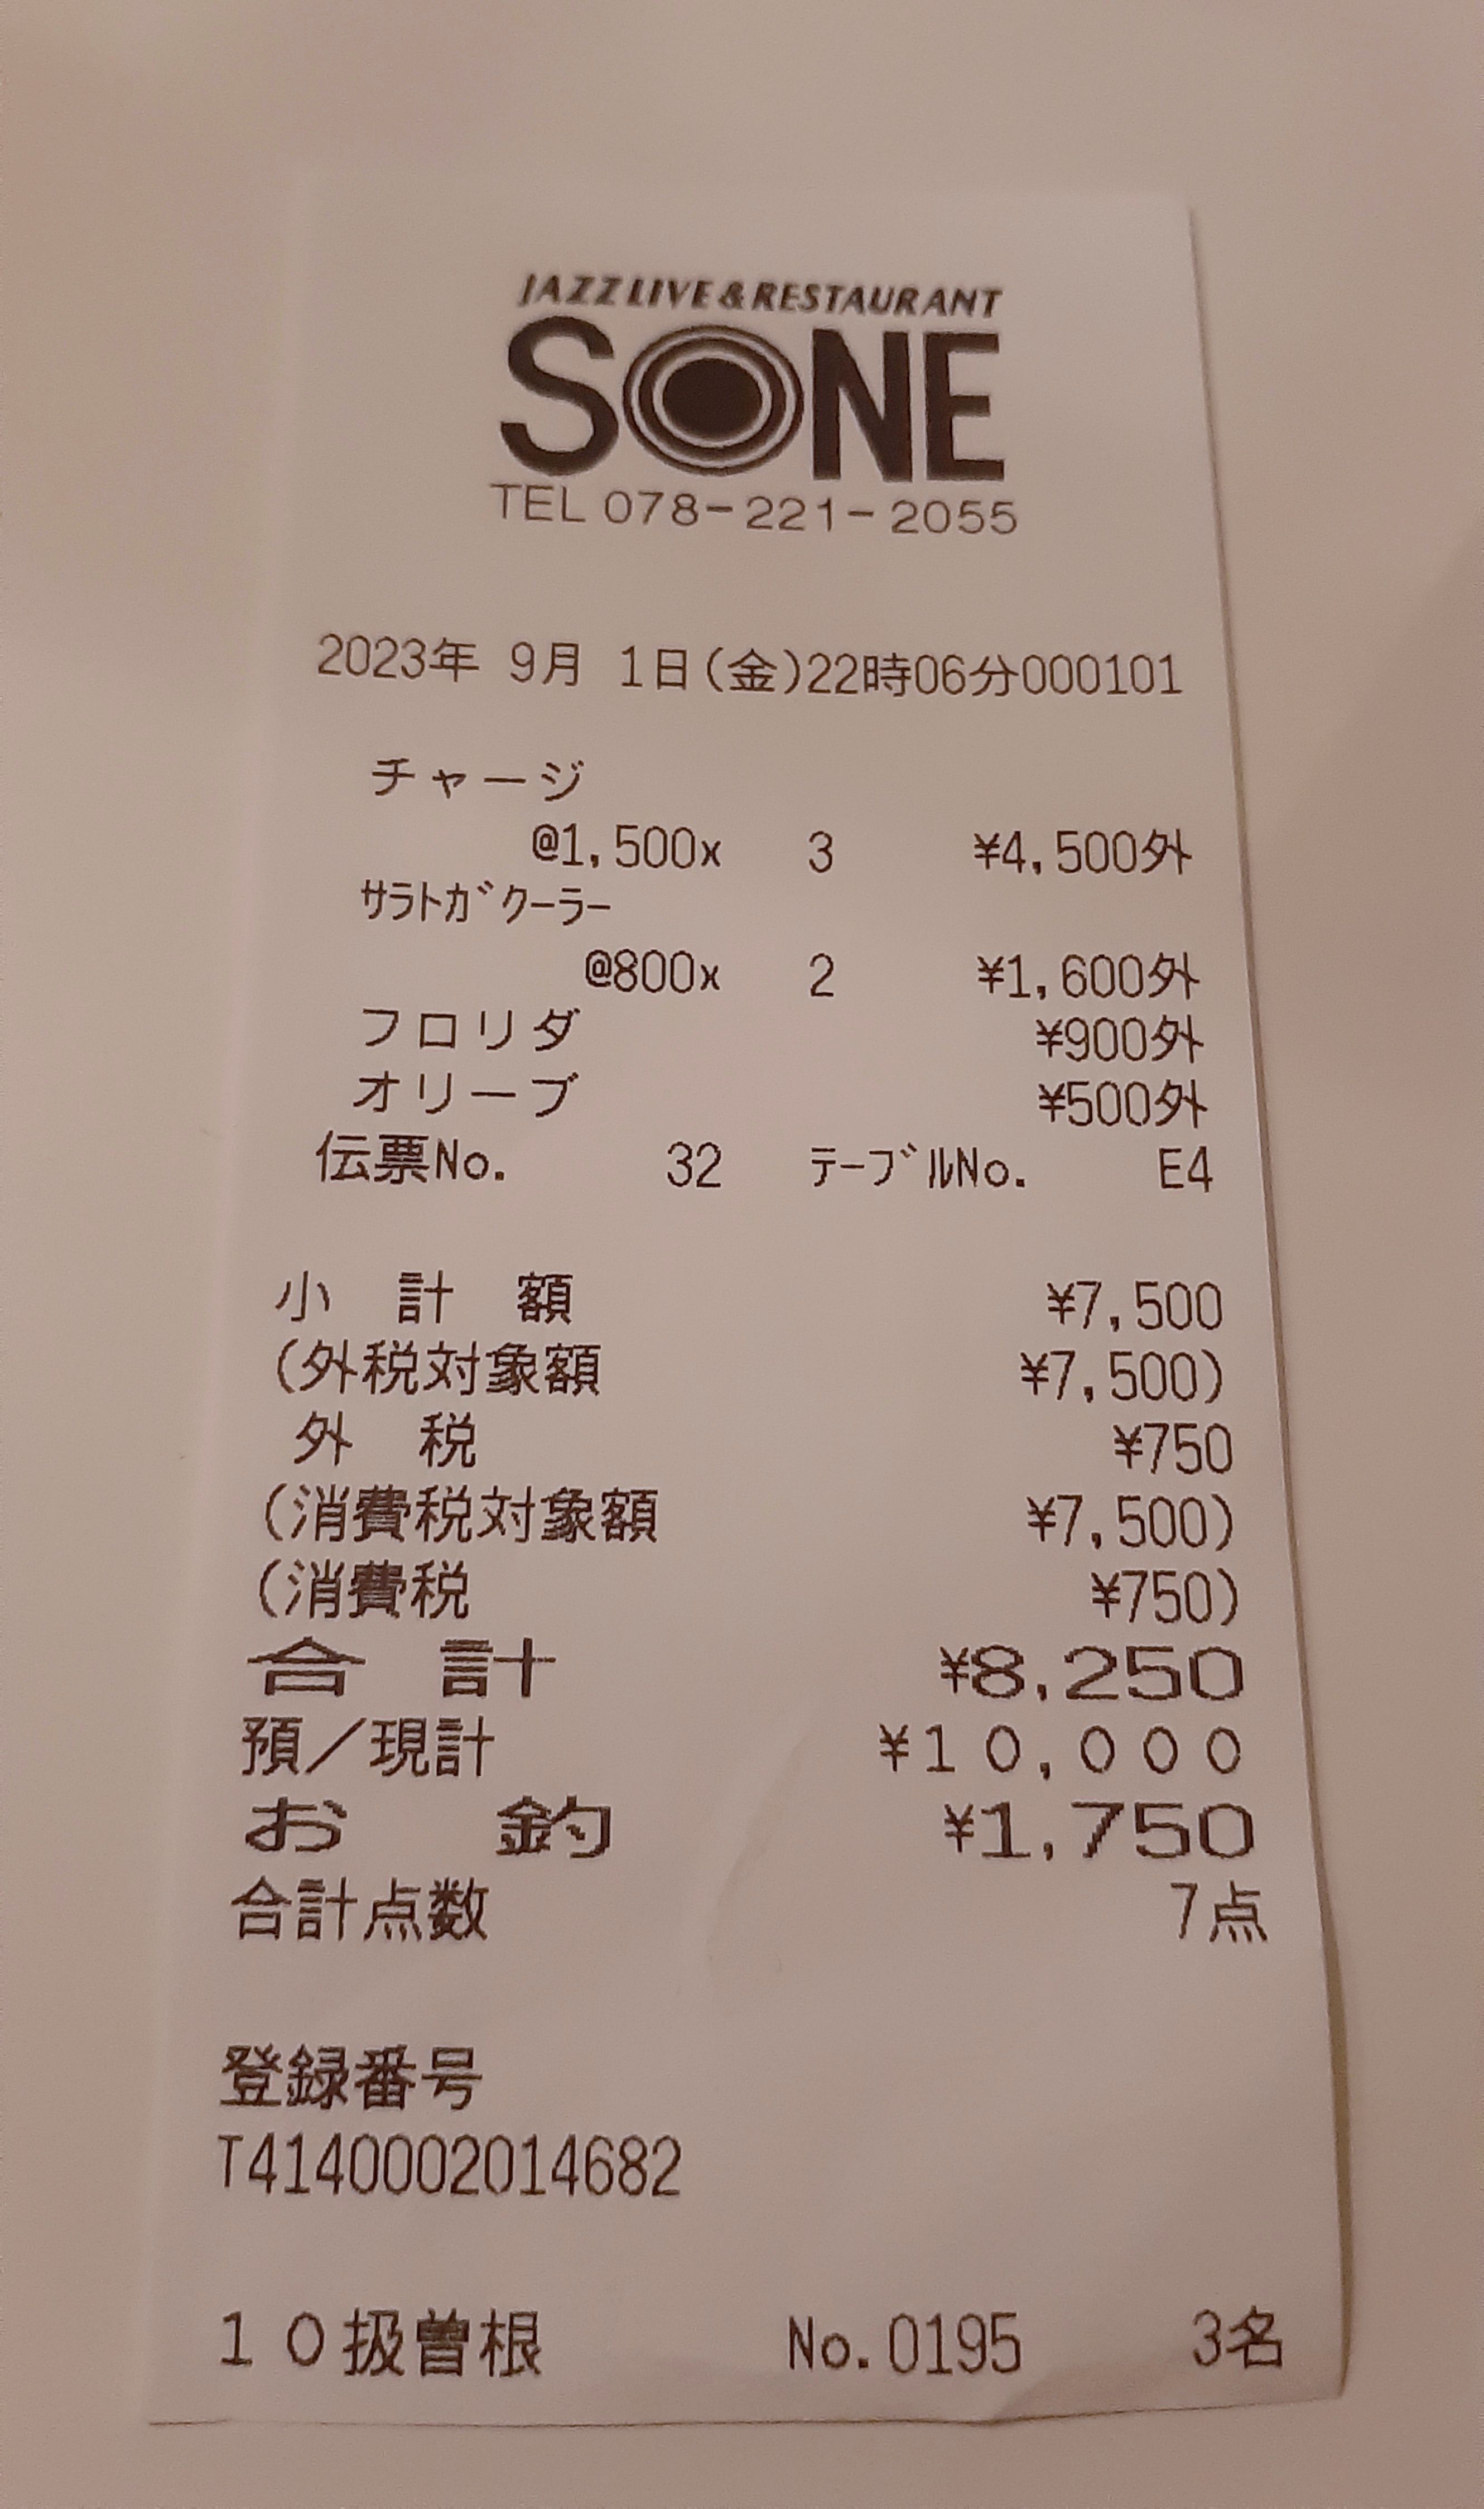 JAZZ LIVE & RESTAURANT
SONE
TEL 078-221-2055
2023年 9月 1日(金)22時06分000101
チャージ
@1,500x 3 ¥4,500外
ｻﾗﾄｶﾞｸｰﾗｰ
@800x 2 ¥1,600外
フロリダ ¥900外
オリーブ ¥500外
伝票No. 32 ﾃｰﾌﾞﾙNo. E4
小 計 額 ¥7,500
(外税対象額 ¥7,500)
外 税 ¥750
(消費税対象額 ¥7,500)
(消費税 ¥750)
合 計 ¥8,250
預／現計 ¥10,000
お 釣 ¥1,750
合計点数 7点
登録番号
T4140002014682
１０扱曽根 No.0195 3名